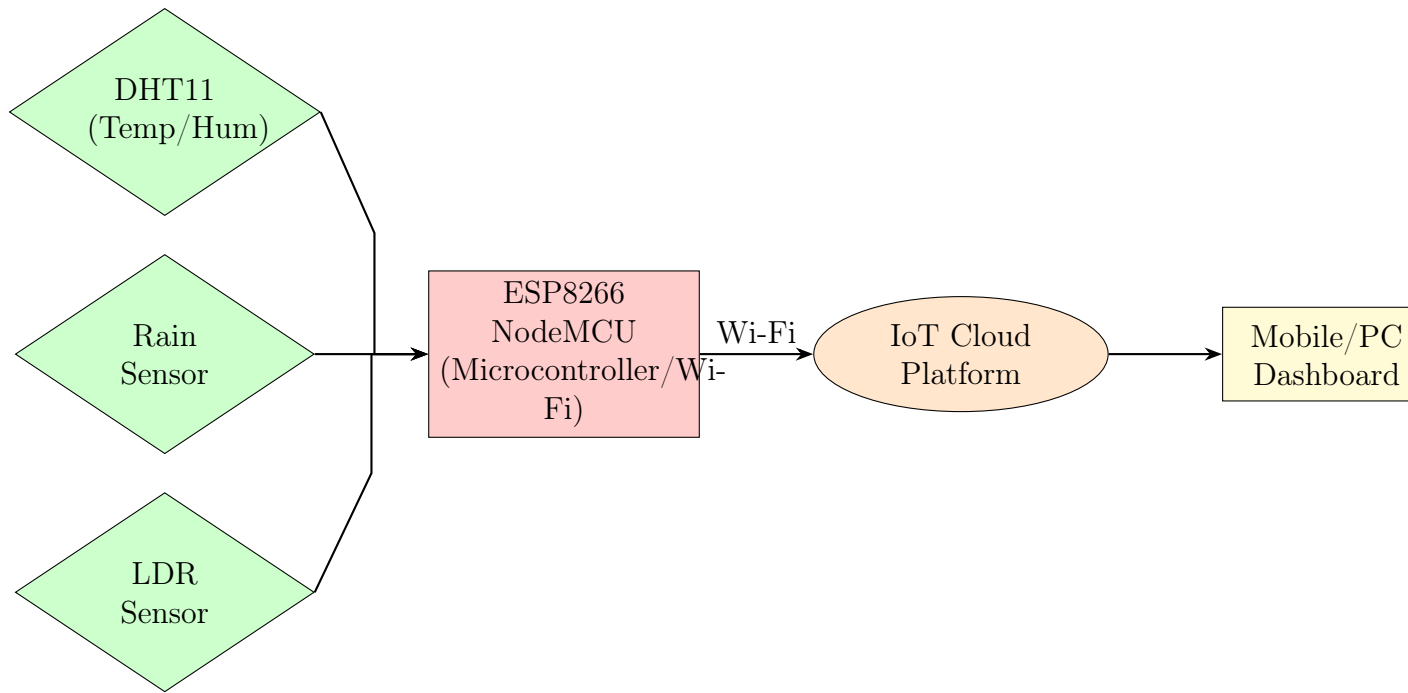 DHT11
(Temp/Hum)
Rain
Sensor
LDR
Sensor
ESP8266
NodeMCU
(Microcontroller/Wi-
Fi)
Wi-Fi
IoT Cloud
Platform
Mobile/PC
Dashboard